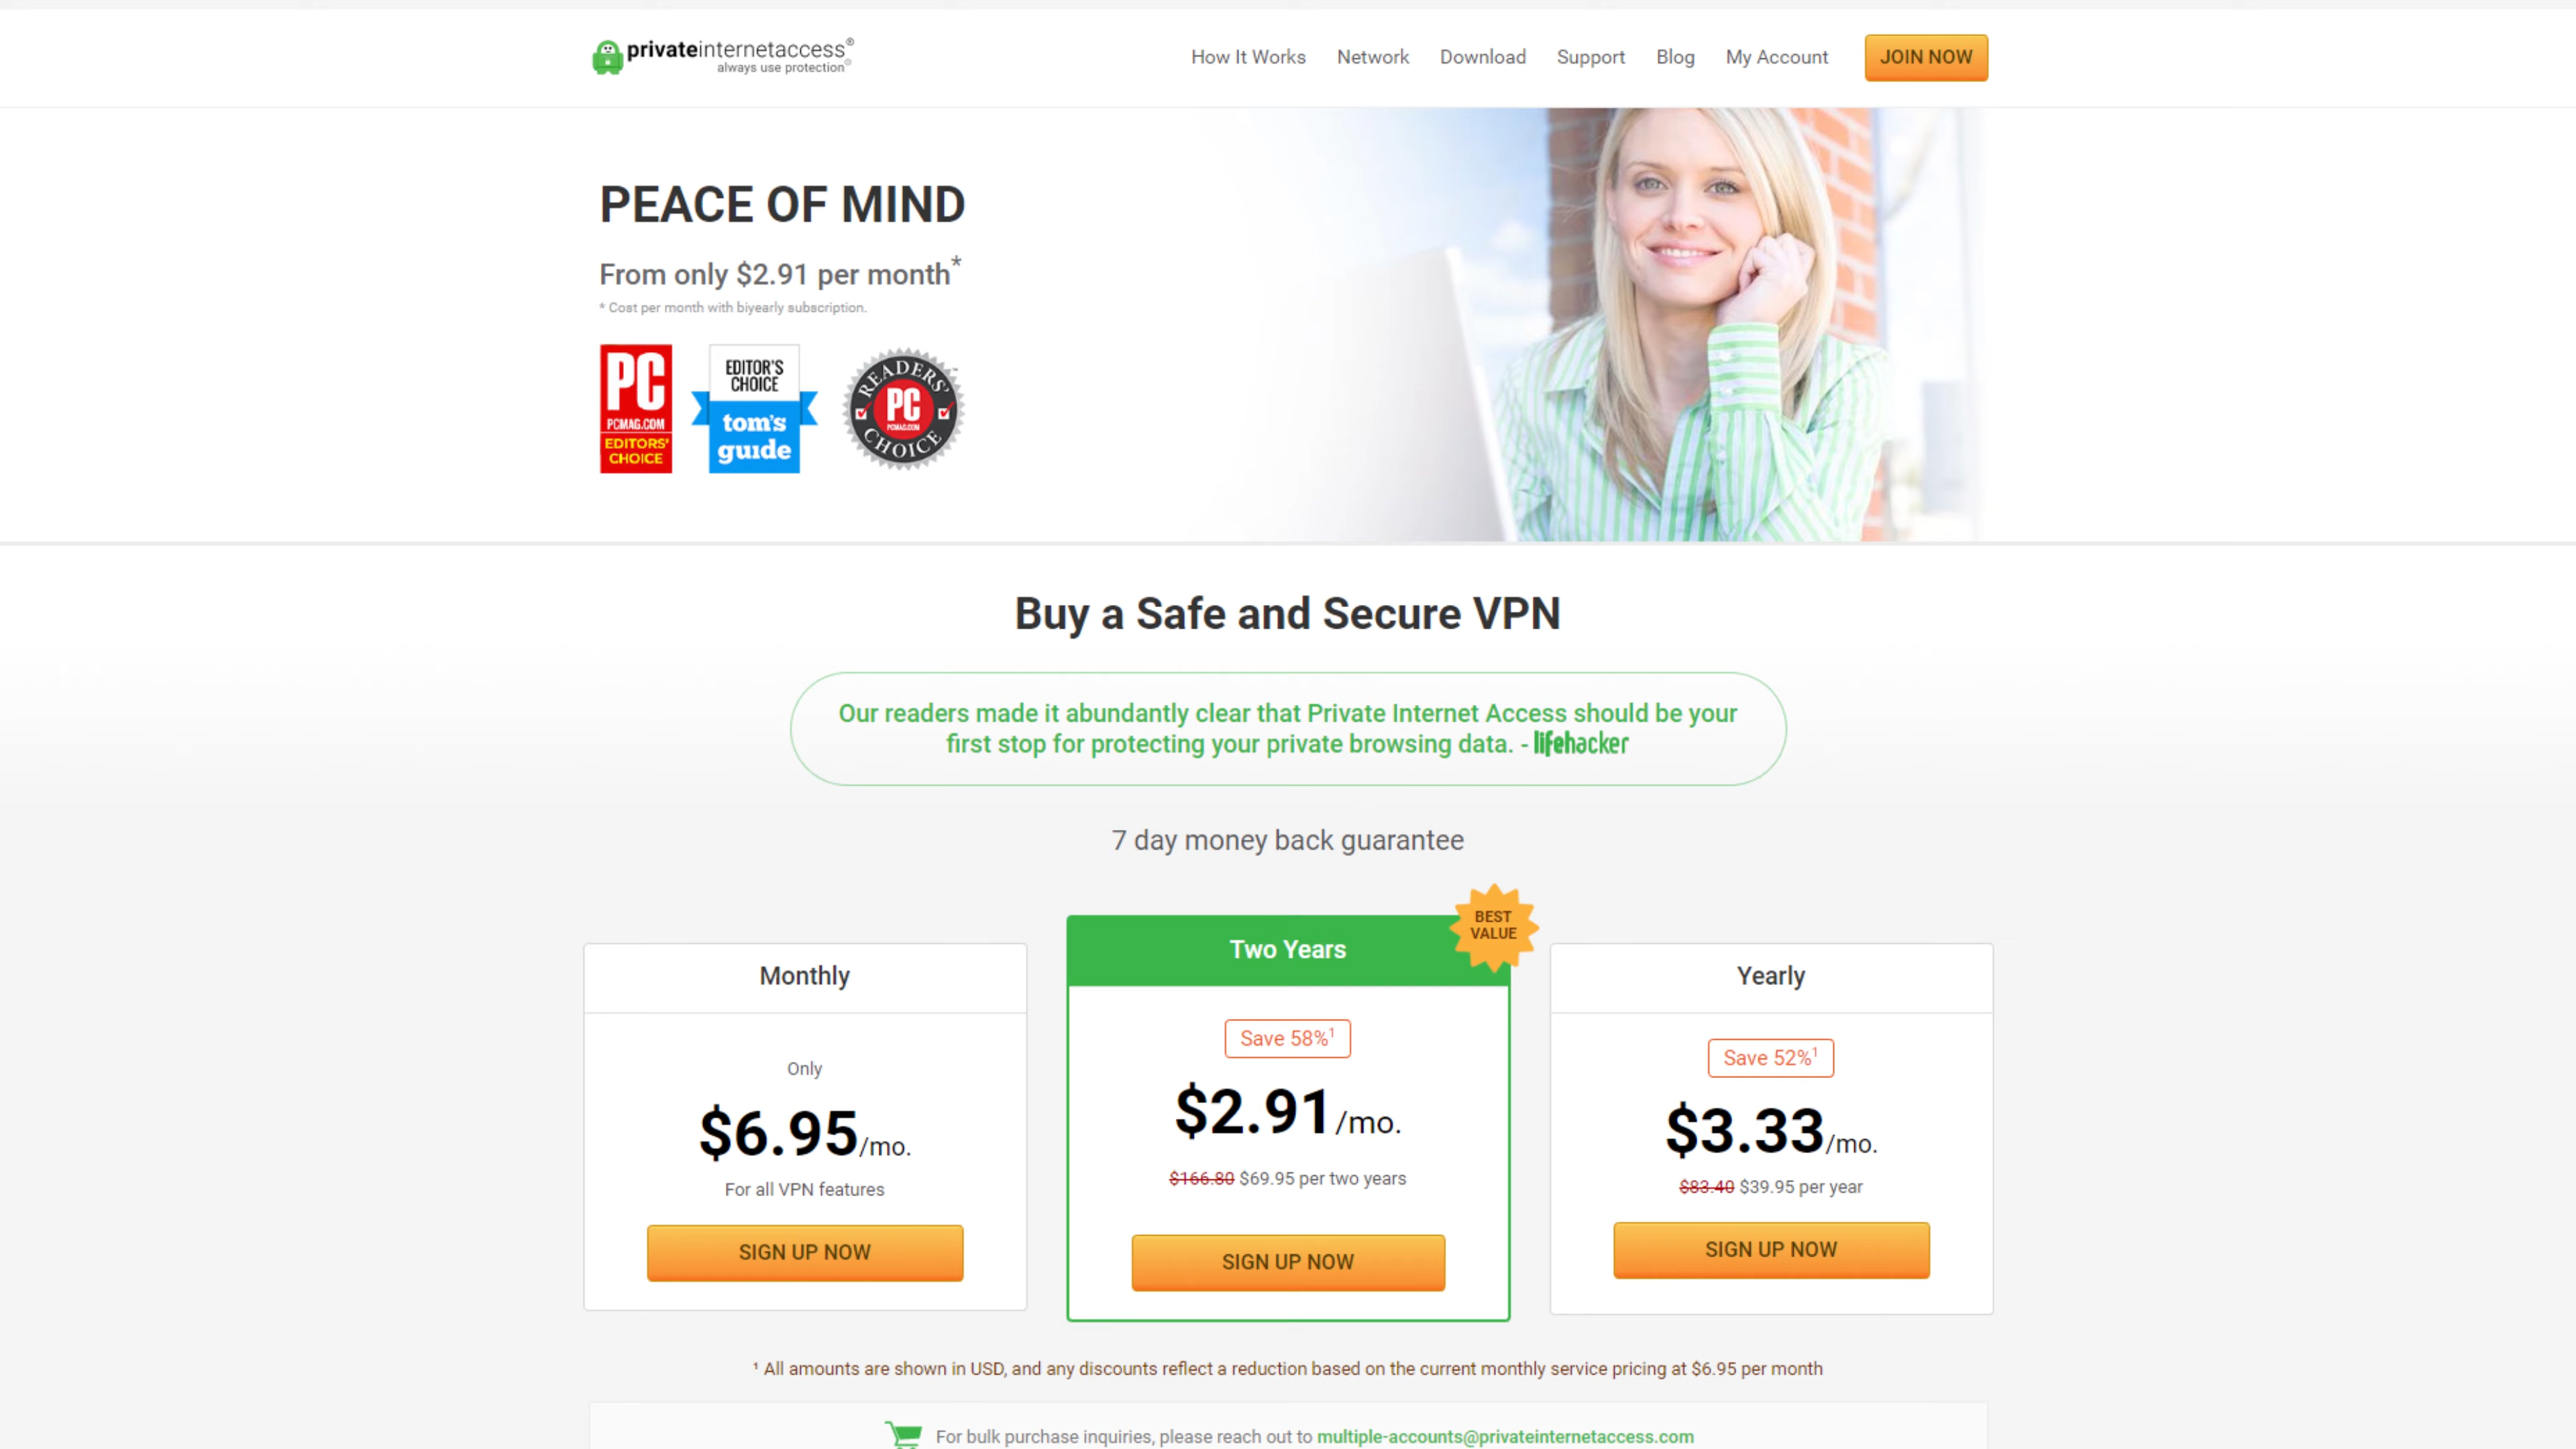 privateinternetaccess®
always use protection®
How It Works
Network
Download
Support
Blog
My Account
JOIN NOW
PEACE OF MIND
From only $2.91 per month*
* Cost per month with biyearly subscription.
PC
PCMAG.COM
EDITORS'
CHOICE
EDITOR'S
CHOICE
tom's
guide
READERS'
PC
PCMAG.COM
CHOICE
Buy a Safe and Secure VPN
Our readers made it abundantly clear that Private Internet Access should be your
first stop for protecting your private browsing data. - lifehacker
7 day money back guarantee
Monthly
Only
$6.95/mo.
For all VPN features
SIGN UP NOW
BEST
VALUE
Two Years
Save 58%¹
$2.91/mo.
$166.80 $69.95 per two years
SIGN UP NOW
Yearly
Save 52%¹
$3.33/mo.
$83.40 $39.95 per year
SIGN UP NOW
¹ All amounts are shown in USD, and any discounts reflect a reduction based on the current monthly service pricing at $6.95 per month
For bulk purchase inquiries, please reach out to multiple-accounts@privateinternetaccess.com